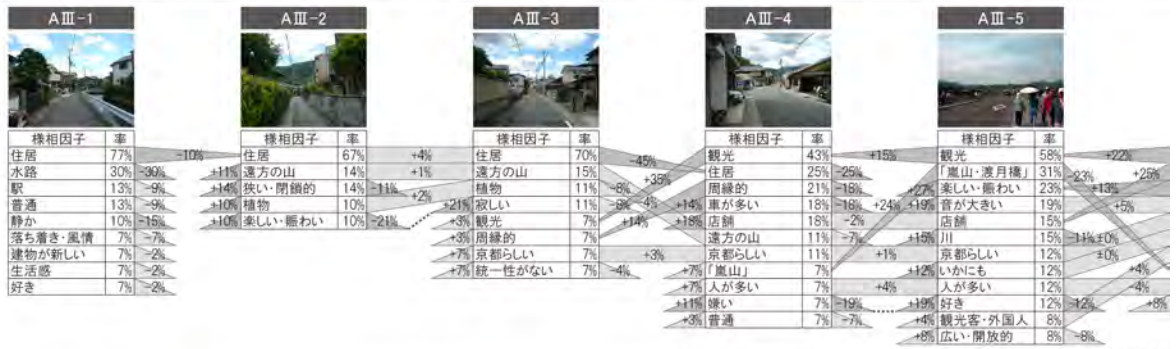 AⅢ-1
AⅢ-2
AⅢ-3
AⅢ-4
AⅢ-5
様相因子 率
住居 77% -10%
水路 30% -30%
駅 13% -9%
普通 13% -9%
静か 10% -15%
落ち着き・風情 7% -7%
建物が新しい 7% -2%
生活感 7% -2%
好き 7% -2%
様相因子 率
住居 67% +4%
+11% 遠方の山 14% +1%
+14% 狭い・閉鎖的 14% -11%
+10% 植物 10% +2%
+10% 楽しい・賑わい 10% -21%
様相因子 率
住居 70% -45%
遠方の山 15% +35%
植物 11% -8%
+21% 寂しい 11% -8% -4%
+3% 観光 7% +14%
+3% 周縁的 7%
+7% 京都らしい 7% +3%
+7% 統一性がない 7% -4%
様相因子 率
観光 43% +15%
住居 25% -25%
周縁的 21% -18% +27%
+14% 車が多い 18% -18% +24%
+18% 店舗 18% -2%
遠方の山 11% -7%
京都らしい 11% +1%
+7% 「嵐山」 7%
+7% 人が多い 7% +4%
+11% 嫌い 7% -19%
+3% 普通 7% -7%
様相因子 率
観光 58% +22%
「嵐山・渡月橋」 31% -23% +25%
楽しい・賑わい 23% +13%
+19% 音が大きい 19% +5%
店舗 15%
+15% 川 15% -11% ±0%
京都らしい 12% ±0%
+12% いかにも 12% +4%
人が多い 12% -4%
+19% 好き 12% -12% +8%
+4% 観光客・外国人 8%
+8% 広い・開放的 8% -8%